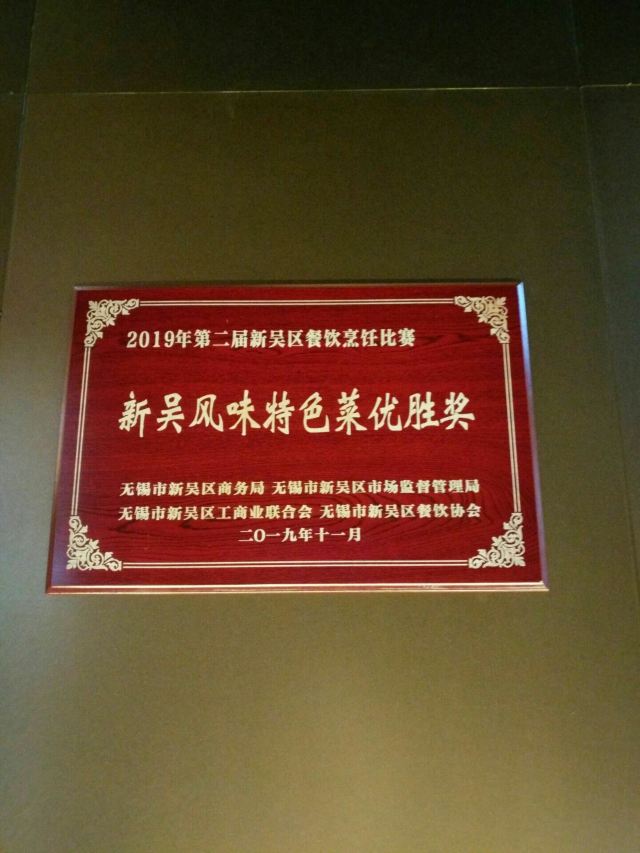 2019年第二届新吴区餐饮烹饪比赛
新吴风味特色菜优胜奖
无锡市新吴区商务局 无锡市新吴区市场监督管理局
无锡市新吴区工商业联合会 无锡市新吴区餐饮协会
二〇一九年十一月